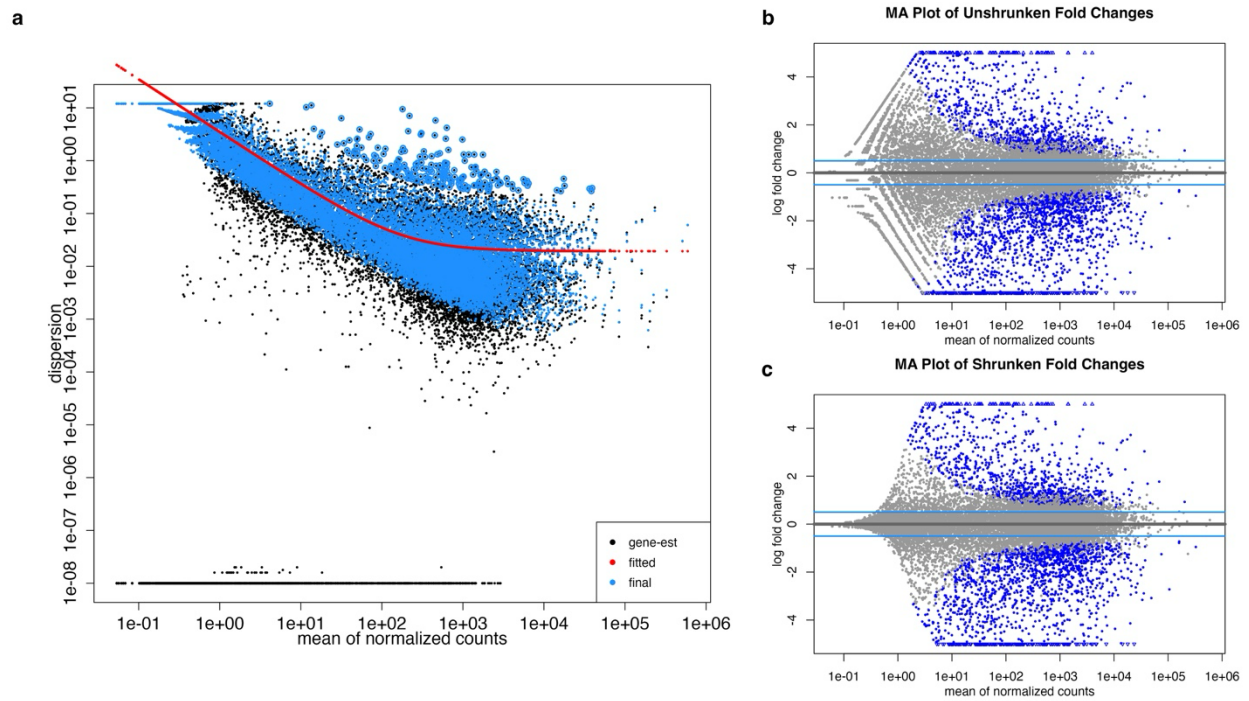 a
dispersion
1e+01
1e+00
1e-01
1e-02
1e-03
1e-04
1e-05
1e-06
1e-07
1e-08
gene-est
fitted
final
1e-01 1e+00 1e+01 1e+02 1e+03 1e+04 1e+05 1e+06
mean of normalized counts
b
MA Plot of Unshrunken Fold Changes
log fold change
4
2
0
-2
-4
1e-01 1e+00 1e+01 1e+02 1e+03 1e+04 1e+05 1e+06
mean of normalized counts
c
MA Plot of Shrunken Fold Changes
log fold change
4
2
0
-2
-4
1e-01 1e+00 1e+01 1e+02 1e+03 1e+04 1e+05 1e+06
mean of normalized counts